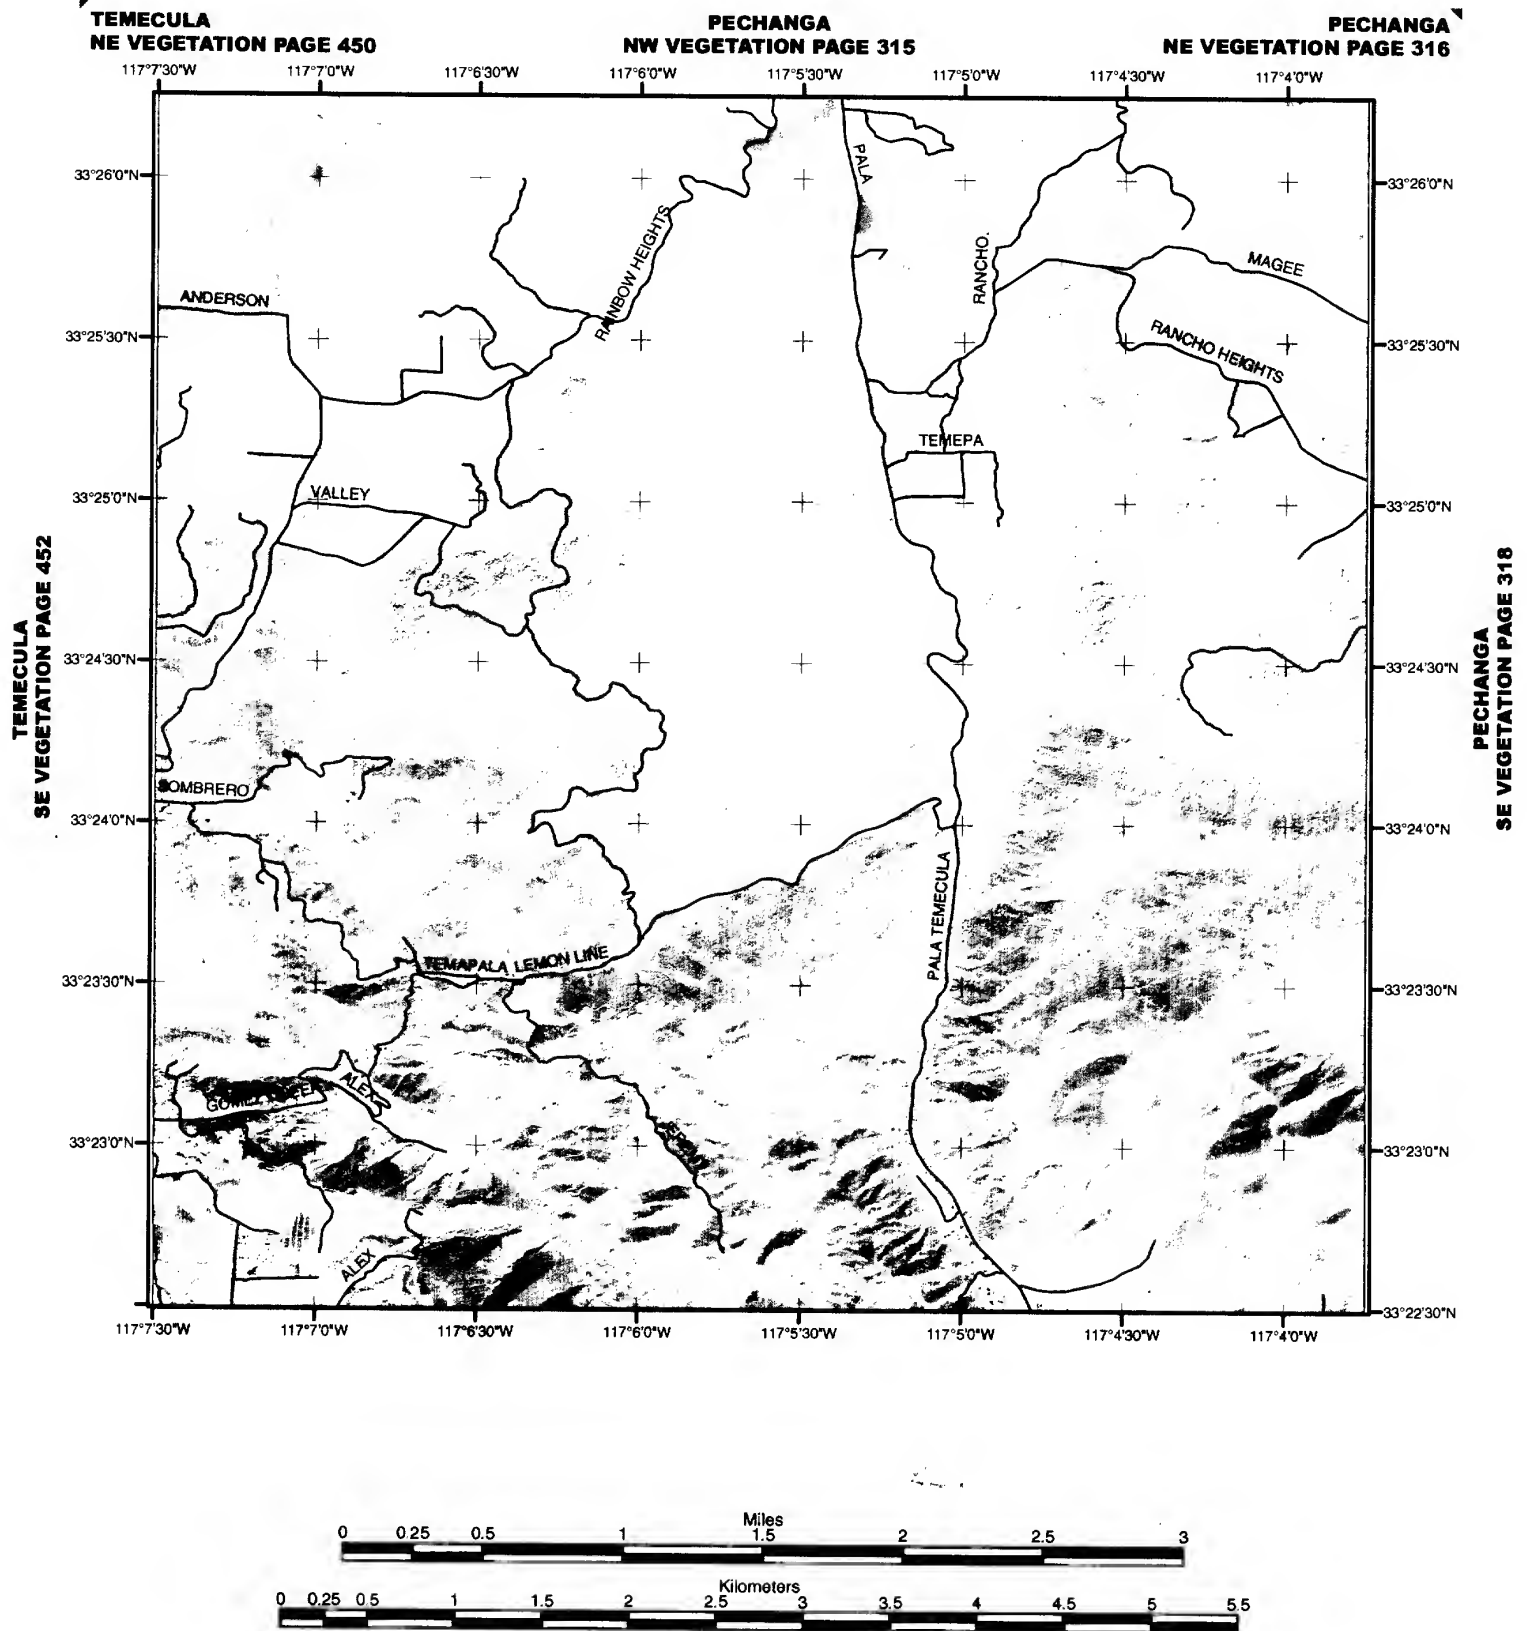 TEMECULA
NE VEGETATION PAGE 450
PECHANGA
NW VEGETATION PAGE 315
PECHANGA
NE VEGETATION PAGE 316
117°7'30"W 117°7'0"W 117°6'30"W 117°6'0"W 117°5'30"W 117°5'0"W 117°4'30"W 117°4'0"W
33°26'0"N
PALA
33°26'0"N
RAINBOW HEIGHTS
RANCHO.
MAGEE
ANDERSON
33°25'30"N
RANCHO HEIGHTS
33°25'30"N
TEMEPA
33°25'0"N
VALLEY
33°25'0"N
TEMECULA
SE VEGETATION PAGE 452
PECHANGA
SE VEGETATION PAGE 318
33°24'30"N
33°24'30"N
SOMBRERO
33°24'0"N
33°24'0"N
PALA TEMECULA
TEMAPALA LEMON LINE
33°23'30"N
33°23'30"N
ALEX
GOMEZ CREEK
33°23'0"N
33°23'0"N
ALEX
33°22'30"N
117°7'30"W 117°7'0"W 117°6'30"W 117°6'0"W 117°5'30"W 117°5'0"W 117°4'30"W 117°4'0"W
Miles
0 0.25 0.5 1 1.5 2 2.5 3
Kilometers
0 0.25 0.5 1 1.5 2 2.5 3 3.5 4 4.5 5 5.5